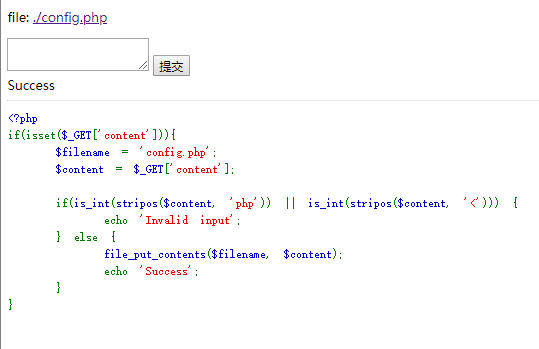 file: ./config.php
提交
Success
<?php
if(isset($_GET['content'])){
$filename = 'config.php';
$content = $_GET['content'];
if(is_int(stripos($content, 'php')) || is_int(stripos($content, '<'))) {
echo 'Invalid input';
} else {
file_put_contents($filename, $content);
echo 'Success';
}
}